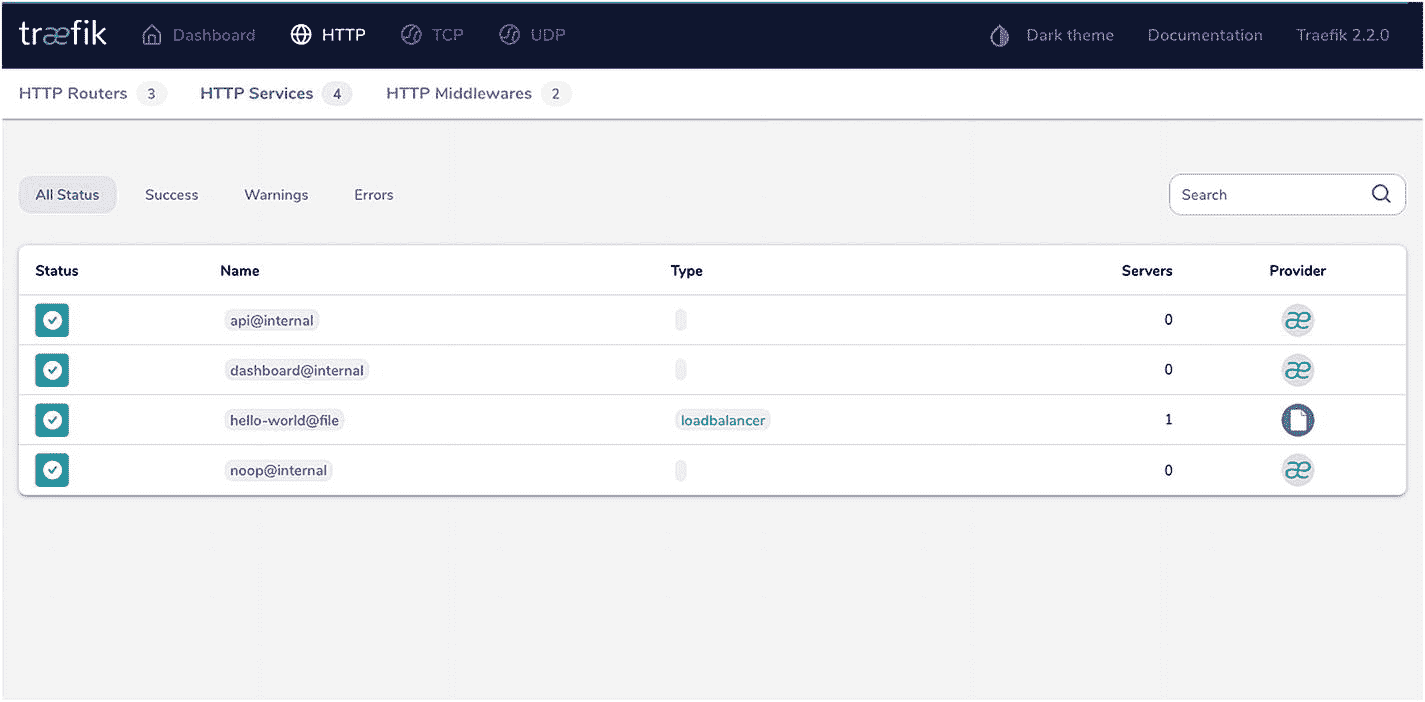 træfik Dashboard HTTP TCP UDP Dark theme Documentation Traefik 2.2.0
HTTP Routers 3 HTTP Services 4 HTTP Middlewares 2
All Status Success Warnings Errors Search
Status Name Type Servers Provider
api@internal 0 æ
dashboard@internal 0 æ
hello-world@file loadbalancer 1
noop@internal 0 æ